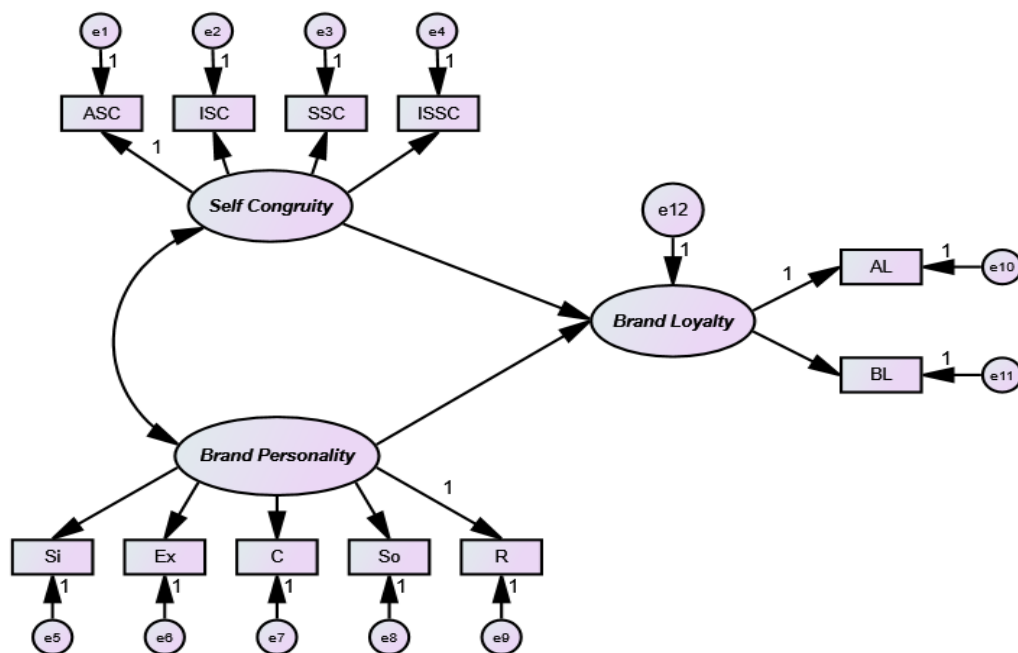 e1 e2 e3 e4
1 1 1 1
ASC ISC SSC ISSC
1
Self Congruity
e12
1
AL
1
e10
1
Brand Loyalty
BL
1
e11
Brand Personality
1
Si Ex C So R
1 1 1 1 1
e5 e6 e7 e8 e9